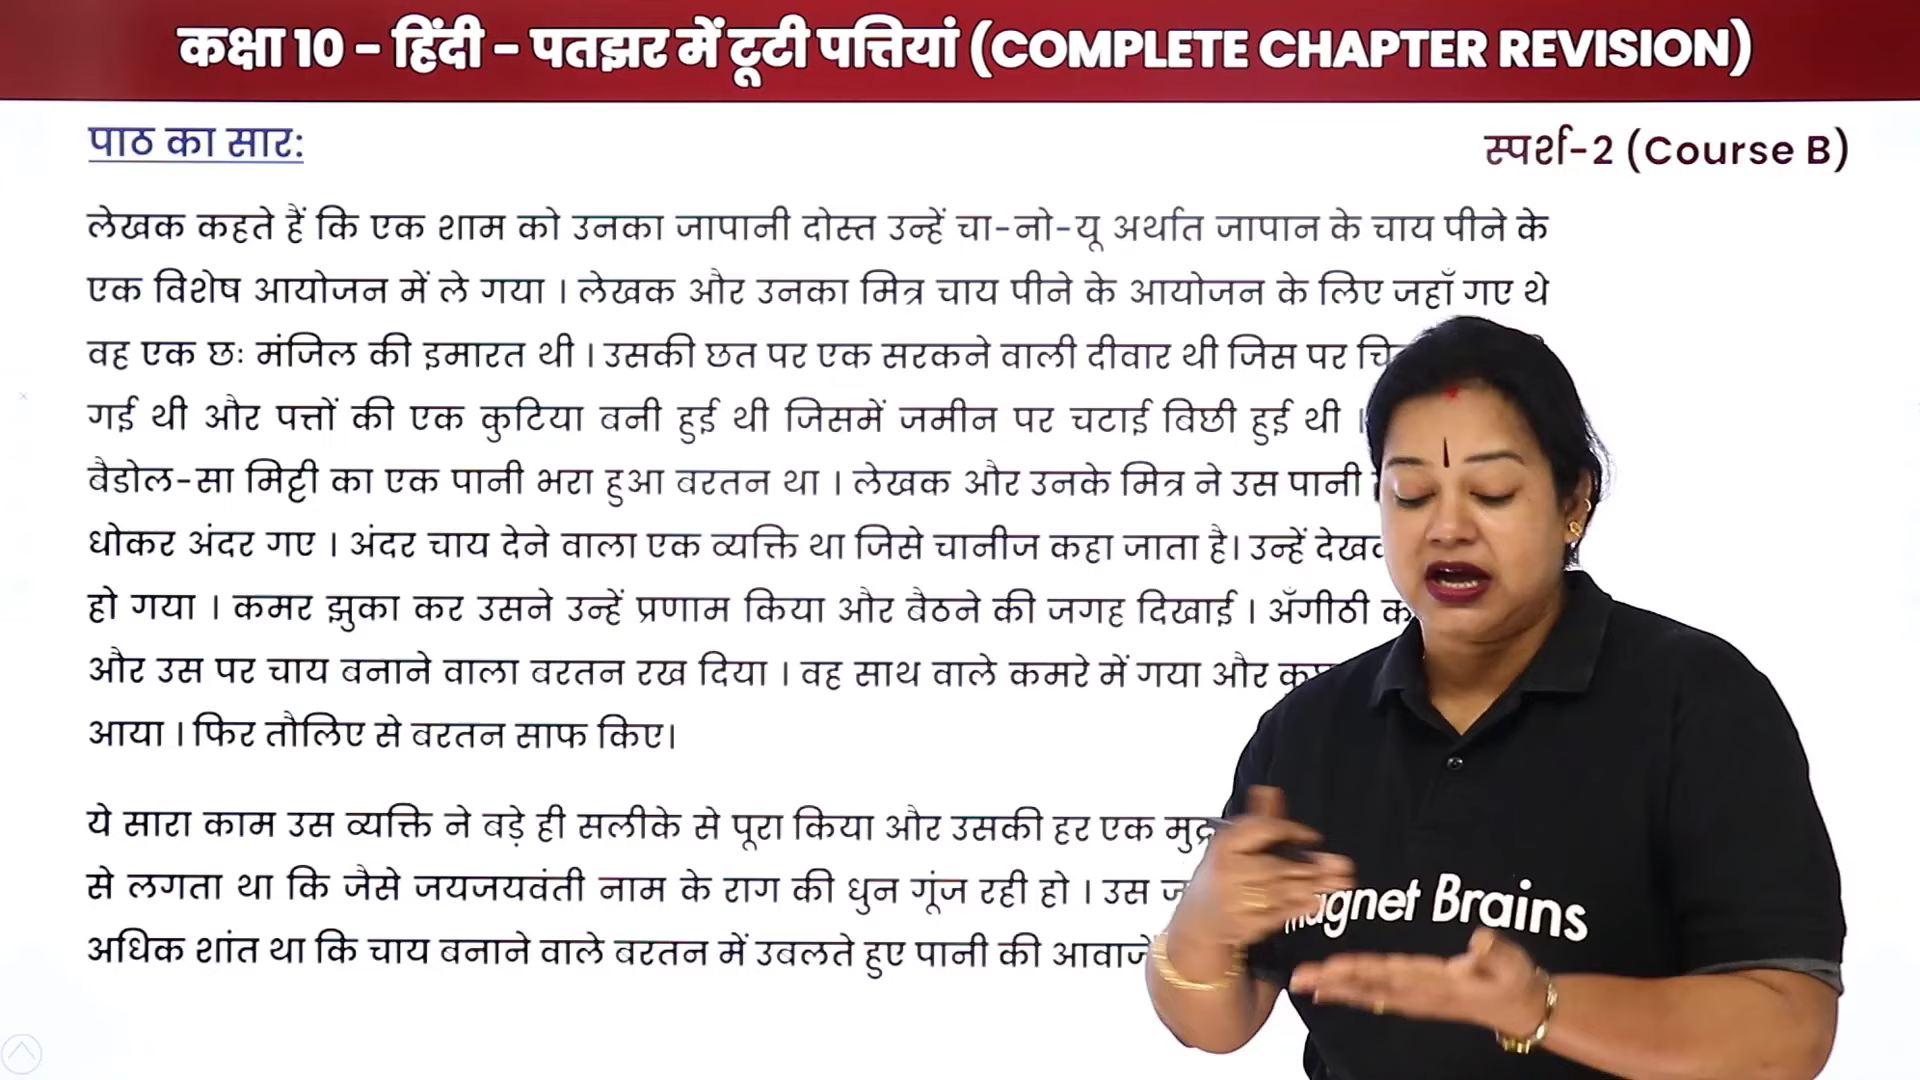 कक्षा 10 – हिंदी – पतझर में टूटी पत्तियां (COMPLETE CHAPTER REVISION)
पाठ का सार:
स्पर्श-2 (Course B)
लेखक कहते हैं कि एक शाम को उनका जापानी दोस्त उन्हें चा-नो-यू अर्थात जापान के चाय पीने के
एक विशेष आयोजन में ले गया । लेखक और उनका मित्र चाय पीने के आयोजन के लिए जहाँ गए थे
वह एक छः मंजिल की इमारत थी । उसकी छत पर एक सरकने वाली दीवार थी जिस पर
गई थी और पत्तों की एक कुटिया बनी हुई थी जिसमें जमीन पर चटाई बिछी हुई थी ।
बैडोल-सा मिट्टी का एक पानी भरा हुआ बरतन था । लेखक और उनके मित्र ने उस पानी
धोकर अंदर गए । अंदर चाय देने वाला एक व्यक्ति था जिसे चानीज कहा जाता है। उन्हें
हो गया । कमर झुका कर उसने उन्हें प्रणाम किया और बैठने की जगह दिखाई । अँगीठी
और उस पर चाय बनाने वाला बरतन रख दिया । वह साथ वाले कमरे में गया और
आया । फिर तौलिए से बरतन साफ किए।
ये सारा काम उस व्यक्ति ने बड़े ही सलीके से पूरा किया और उसकी हर एक
से लगता था कि जैसे जयजयवंती नाम के राग की धुन गूंज रही हो । उस
अधिक शांत था कि चाय बनाने वाले बरतन में उबलते हुए पानी की
Brains